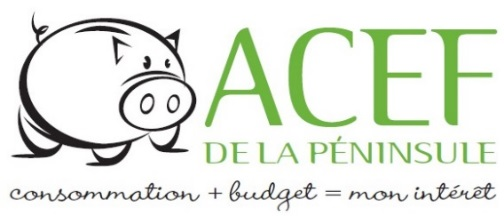 ACEF
DE LA PÉNINSULE
consommation + budget = mon intérêt